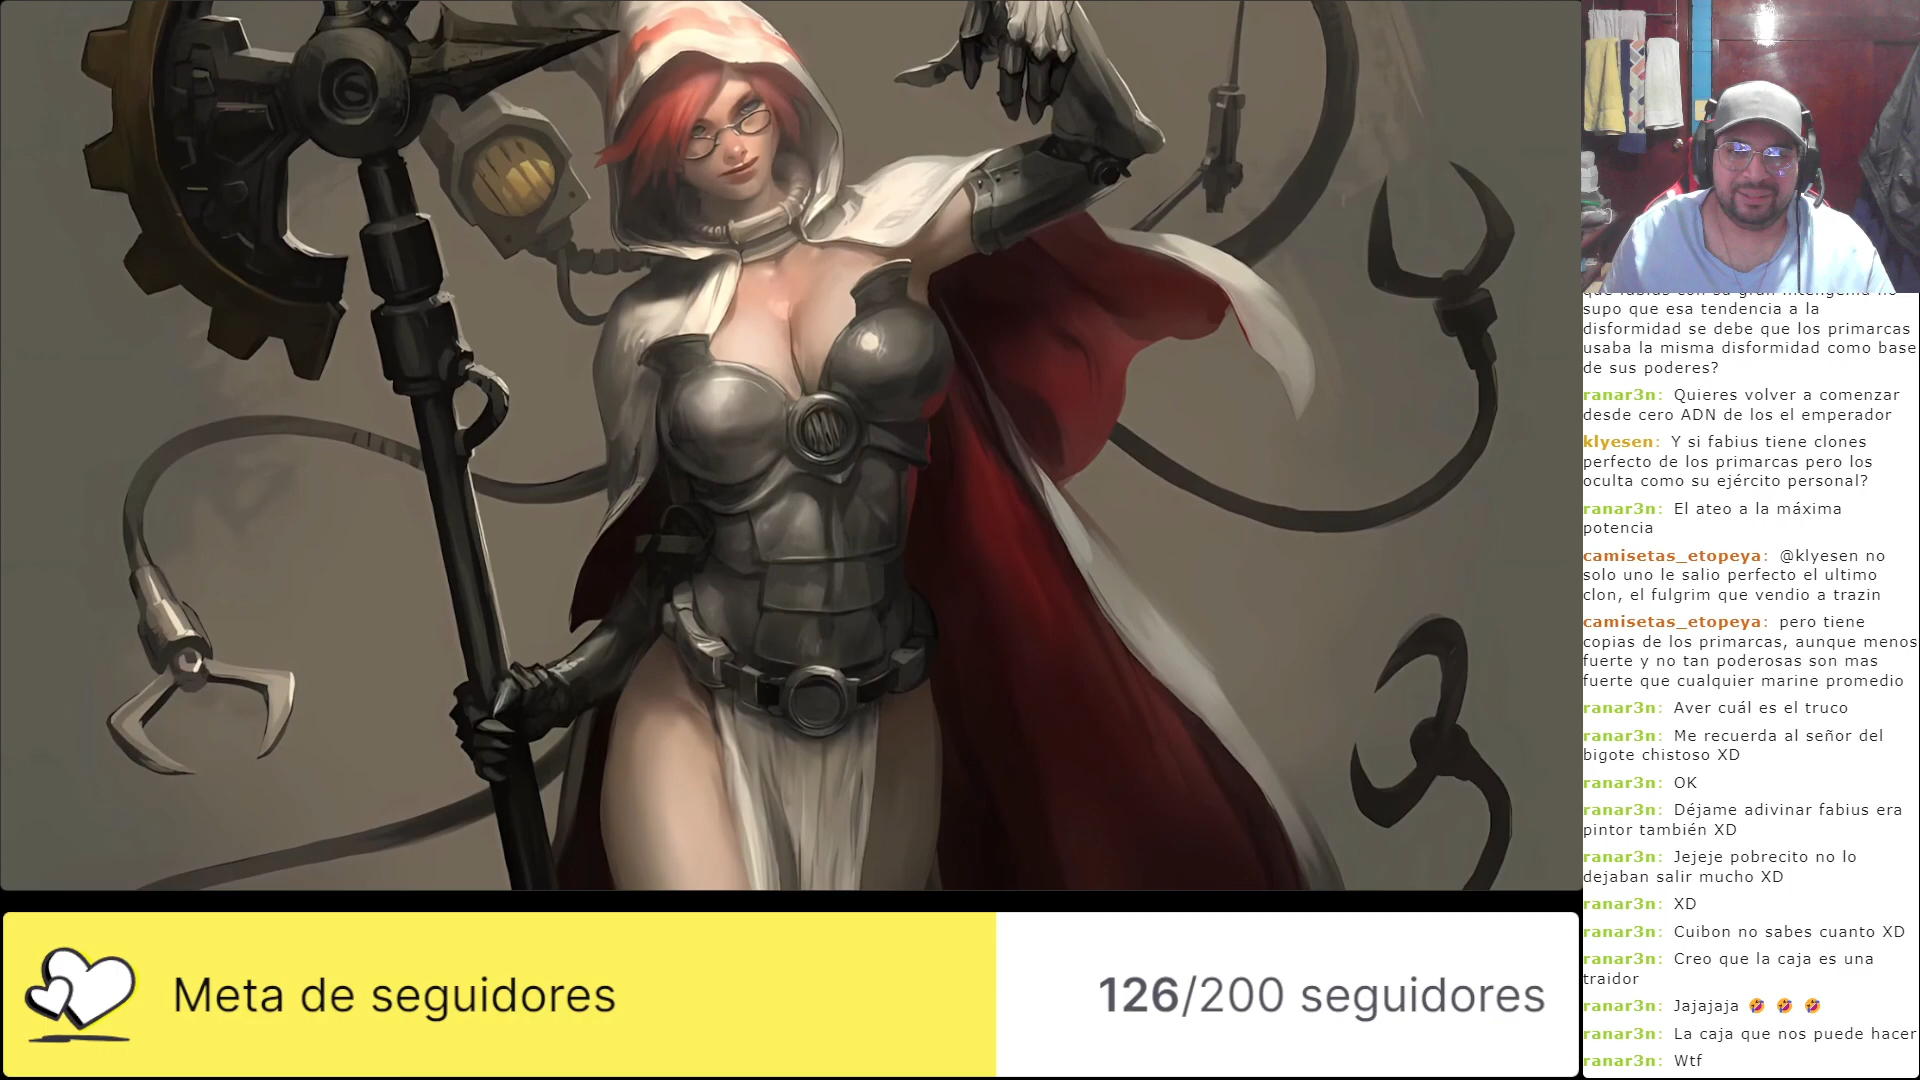 que fabius con su gran inteligencia no
supo que esa tendencia a la
disformidad se debe que los primarcas
usaba la misma disformidad como base
de sus poderes?
ranar3n: Quieres volver a comenzar
desde cero ADN de los el emperador
klyesen: Y si fabius tiene clones
perfecto de los primarcas pero los
oculta como su ejército personal?
ranar3n: El ateo a la máxima
potencia
camisetas_etopeya: @klyesen no
solo uno le salio perfecto el ultimo
clon, el fulgrim que vendio a trazin
camisetas_etopeya: pero tiene
copias de los primarcas, aunque menos
fuerte y no tan poderosas son mas
fuerte que cualquier marine promedio
ranar3n: Aver cuál es el truco
ranar3n: Me recuerda al señor del
bigote chistoso XD
ranar3n: OK
ranar3n: Déjame adivinar fabius era
pintor también XD
ranar3n: Jejeje pobrecito no lo
dejaban salir mucho XD
ranar3n: XD
ranar3n: Cuibon no sabes cuanto XD
ranar3n: Creo que la caja es una
traidor
ranar3n: Jajajaja 🤣 🤣 🤣
ranar3n: La caja que nos puede hacer
ranar3n: Wtf
Meta de seguidores
126/200 seguidores